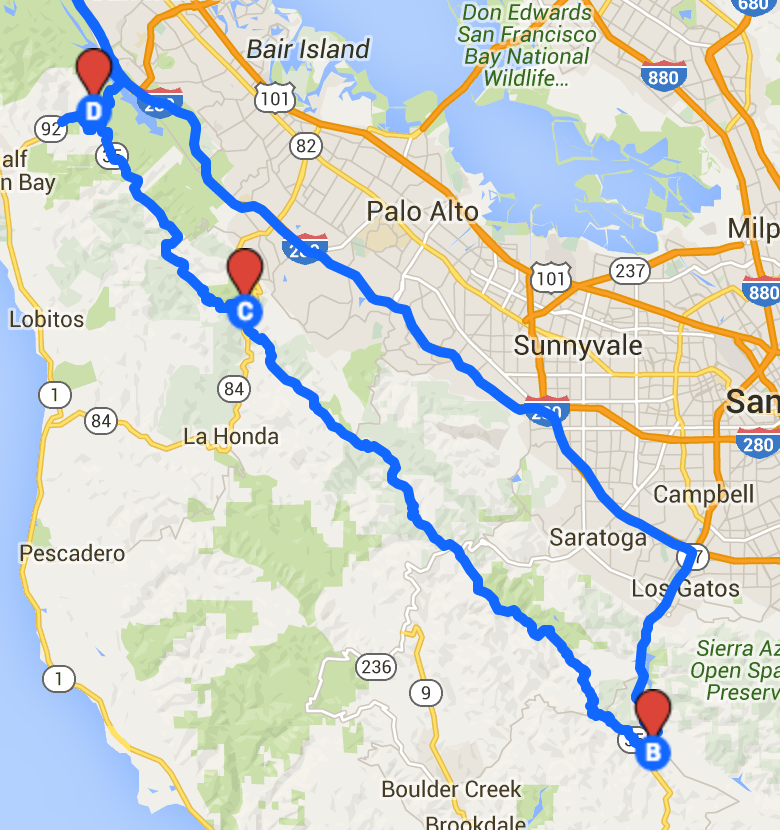 680
Don Edwards
San Francisco
Bay National
Wildlife...
Bair Island
880
101
D
92
35
82
alf
n Bay
Palo Alto
Milp
280
237
101
880
C
Lobitos
Sunnyvale
84
1
San
280
84
La Honda
280
Campbell
Saratoga
Pescadero
7
Los Gatos
Sierra Az
Open Spa
Preserv
236
1
9
35
B
Boulder Creek
Brookdale